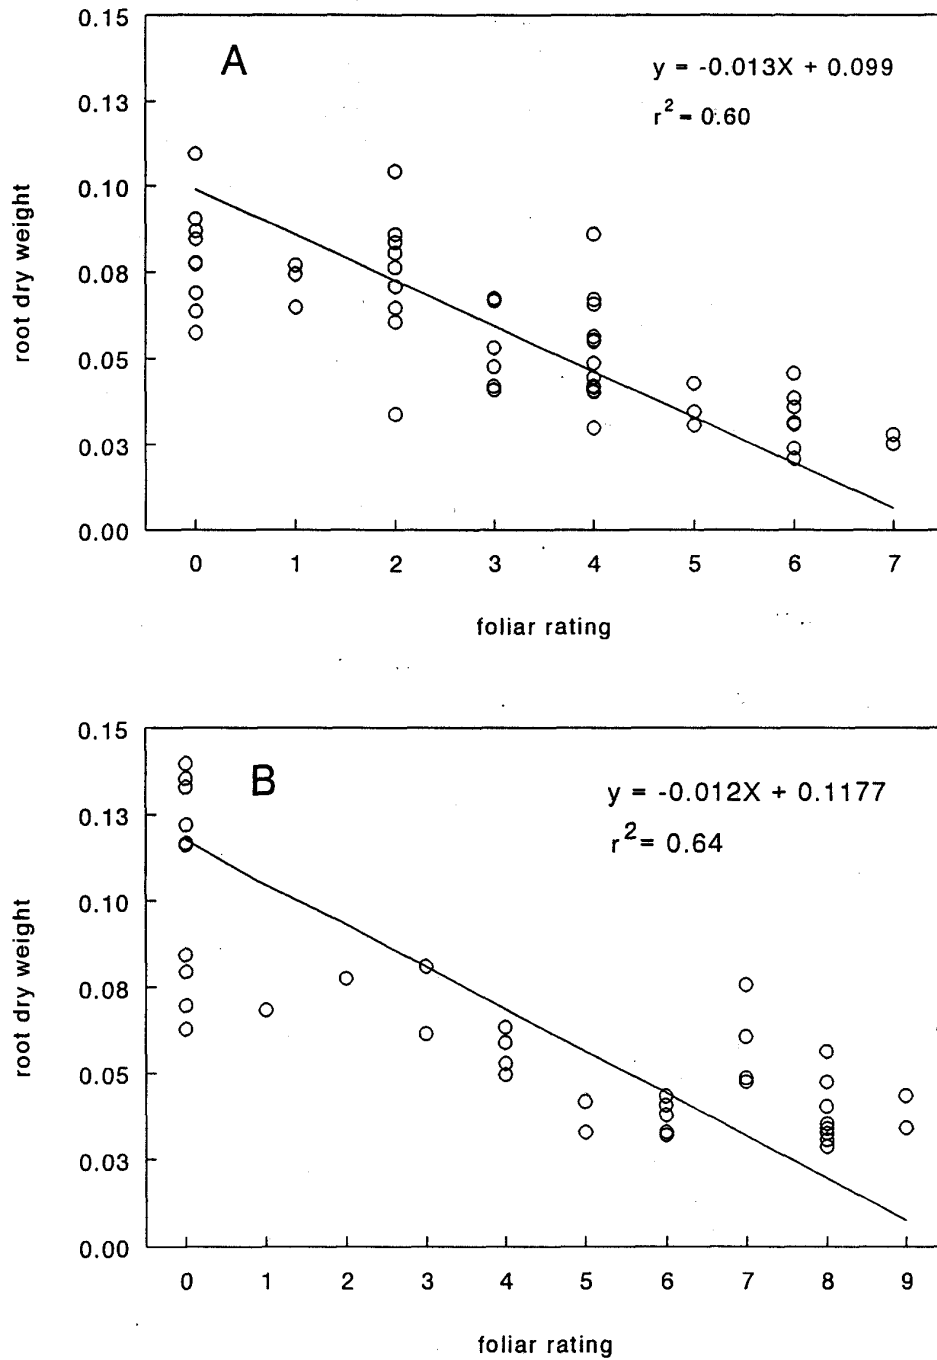 0.15
A
y = -0.013X + 0.099
r2 = 0.60
0.13
0.10
0.08
0.05
0.03
0.00
root dry weight
0 1 2 3 4 5 6 7
foliar rating
0.15
B
y = -0.012X + 0.1177
r2 = 0.64
0.13
0.10
0.08
0.05
0.03
0.00
root dry weight
0 1 2 3 4 5 6 7 8 9
foliar rating